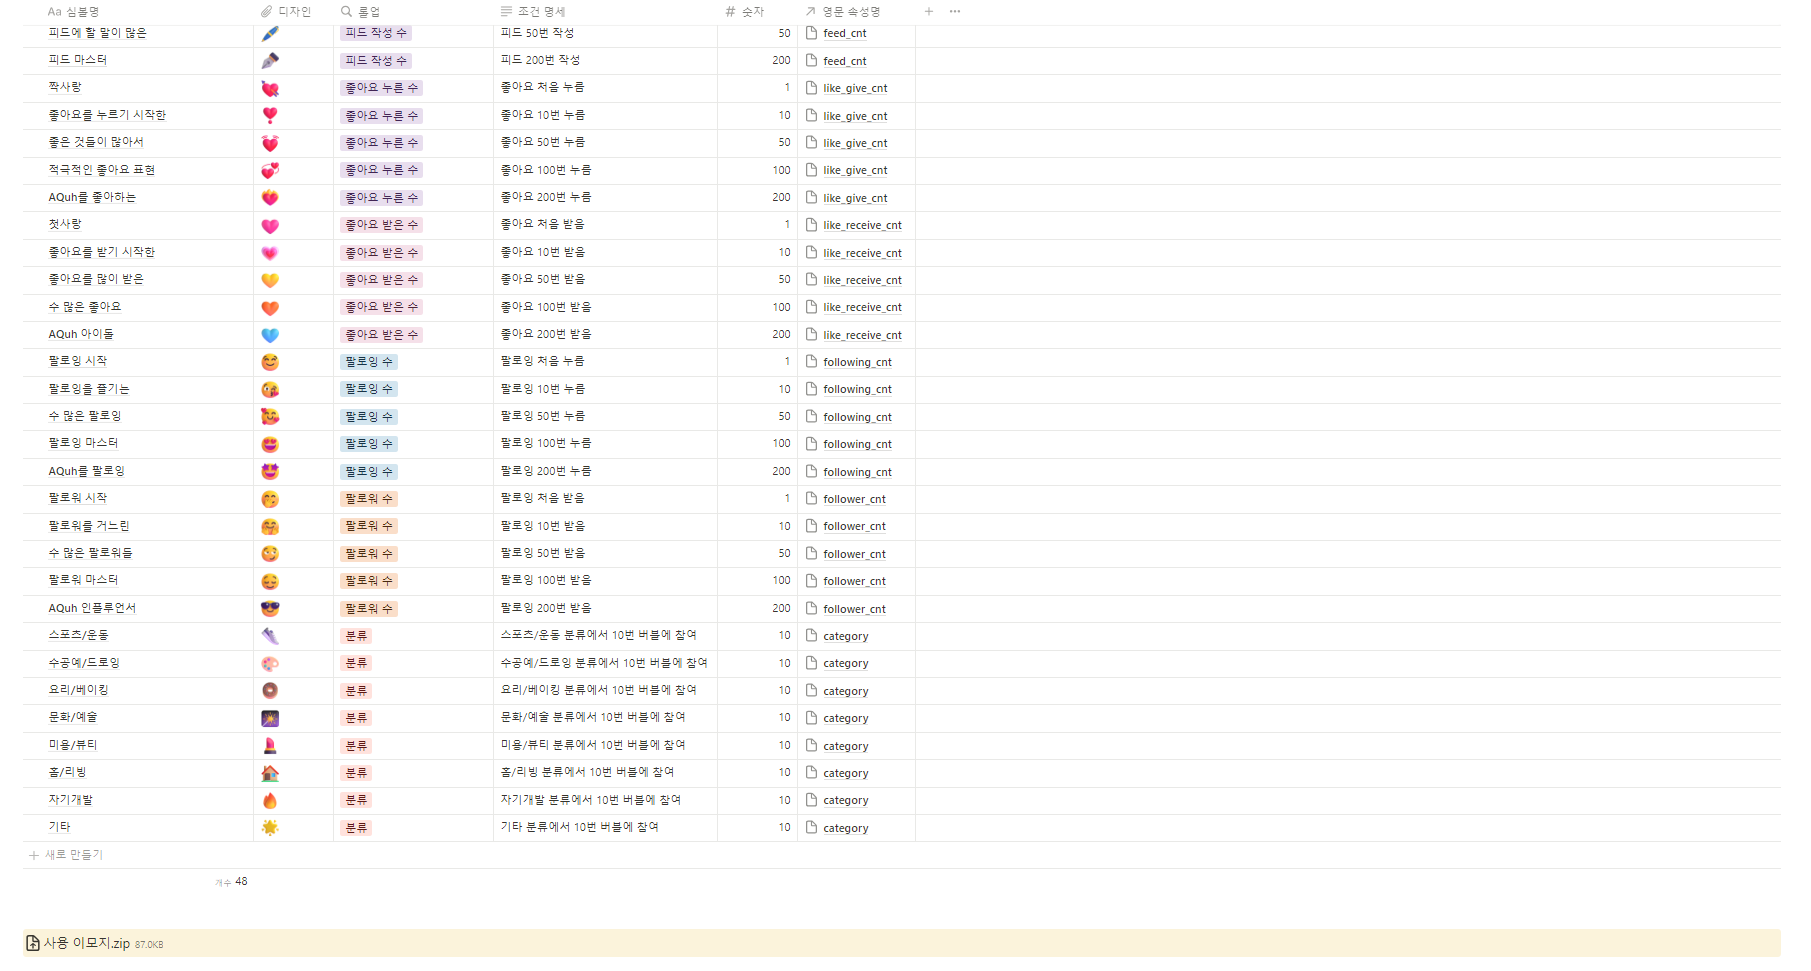 Aa 심볼명 디자인 롤업 조건 명세 # 숫자 영문 속성명 + ...
피드에 할 말이 많은 피드 작성 수 피드 50번 작성 50 feed_cnt
피드 마스터 피드 작성 수 피드 200번 작성 200 feed_cnt
짝사랑 좋아요 누른 수 좋아요 처음 누름 1 like_give_cnt
좋아요를 누르기 시작한 좋아요 누른 수 좋아요 10번 누름 10 like_give_cnt
좋은 것들이 많아서 좋아요 누른 수 좋아요 50번 누름 50 like_give_cnt
적극적인 좋아요 표현 좋아요 누른 수 좋아요 100번 누름 100 like_give_cnt
AQuh를 좋아하는 좋아요 누른 수 좋아요 200번 누름 200 like_give_cnt
첫사랑 좋아요 받은 수 좋아요 처음 받음 1 like_receive_cnt
좋아요를 받기 시작한 좋아요 받은 수 좋아요 10번 받음 10 like_receive_cnt
좋아요를 많이 받은 좋아요 받은 수 좋아요 50번 받음 50 like_receive_cnt
수 많은 좋아요 좋아요 받은 수 좋아요 100번 받음 100 like_receive_cnt
AQuh 아이돌 좋아요 받은 수 좋아요 200번 받음 200 like_receive_cnt
팔로잉 시작 팔로잉 수 팔로잉 처음 누름 1 following_cnt
팔로잉을 즐기는 팔로잉 수 팔로잉 10번 누름 10 following_cnt
수 많은 팔로잉 팔로잉 수 팔로잉 50번 누름 50 following_cnt
팔로잉 마스터 팔로잉 수 팔로잉 100번 누름 100 following_cnt
AQuh를 팔로잉 팔로잉 수 팔로잉 200번 누름 200 following_cnt
팔로워 시작 팔로워 수 팔로잉 처음 받음 1 follower_cnt
팔로워를 거느린 팔로워 수 팔로잉 10번 받음 10 follower_cnt
수 많은 팔로워들 팔로워 수 팔로잉 50번 받음 50 follower_cnt
팔로워 마스터 팔로워 수 팔로잉 100번 받음 100 follower_cnt
AQuh 인플루언서 팔로워 수 팔로잉 200번 받음 200 follower_cnt
스포츠/운동 분류 스포츠/운동 분류에서 10번 버블에 참여 10 category
수공예/드로잉 분류 수공예/드로잉 분류에서 10번 버블에 참여 10 category
요리/베이킹 분류 요리/베이킹 분류에서 10번 버블에 참여 10 category
문화/예술 분류 문화/예술 분류에서 10번 버블에 참여 10 category
미용/뷰티 분류 미용/뷰티 분류에서 10번 버블에 참여 10 category
홈/리빙 분류 홈/리빙 분류에서 10번 버블에 참여 10 category
자기개발 분류 자기개발 분류에서 10번 버블에 참여 10 category
기타 분류 기타 분류에서 10번 버블에 참여 10 category
+ 새로 만들기
개수 48
사용 이모지.zip 87.0KB